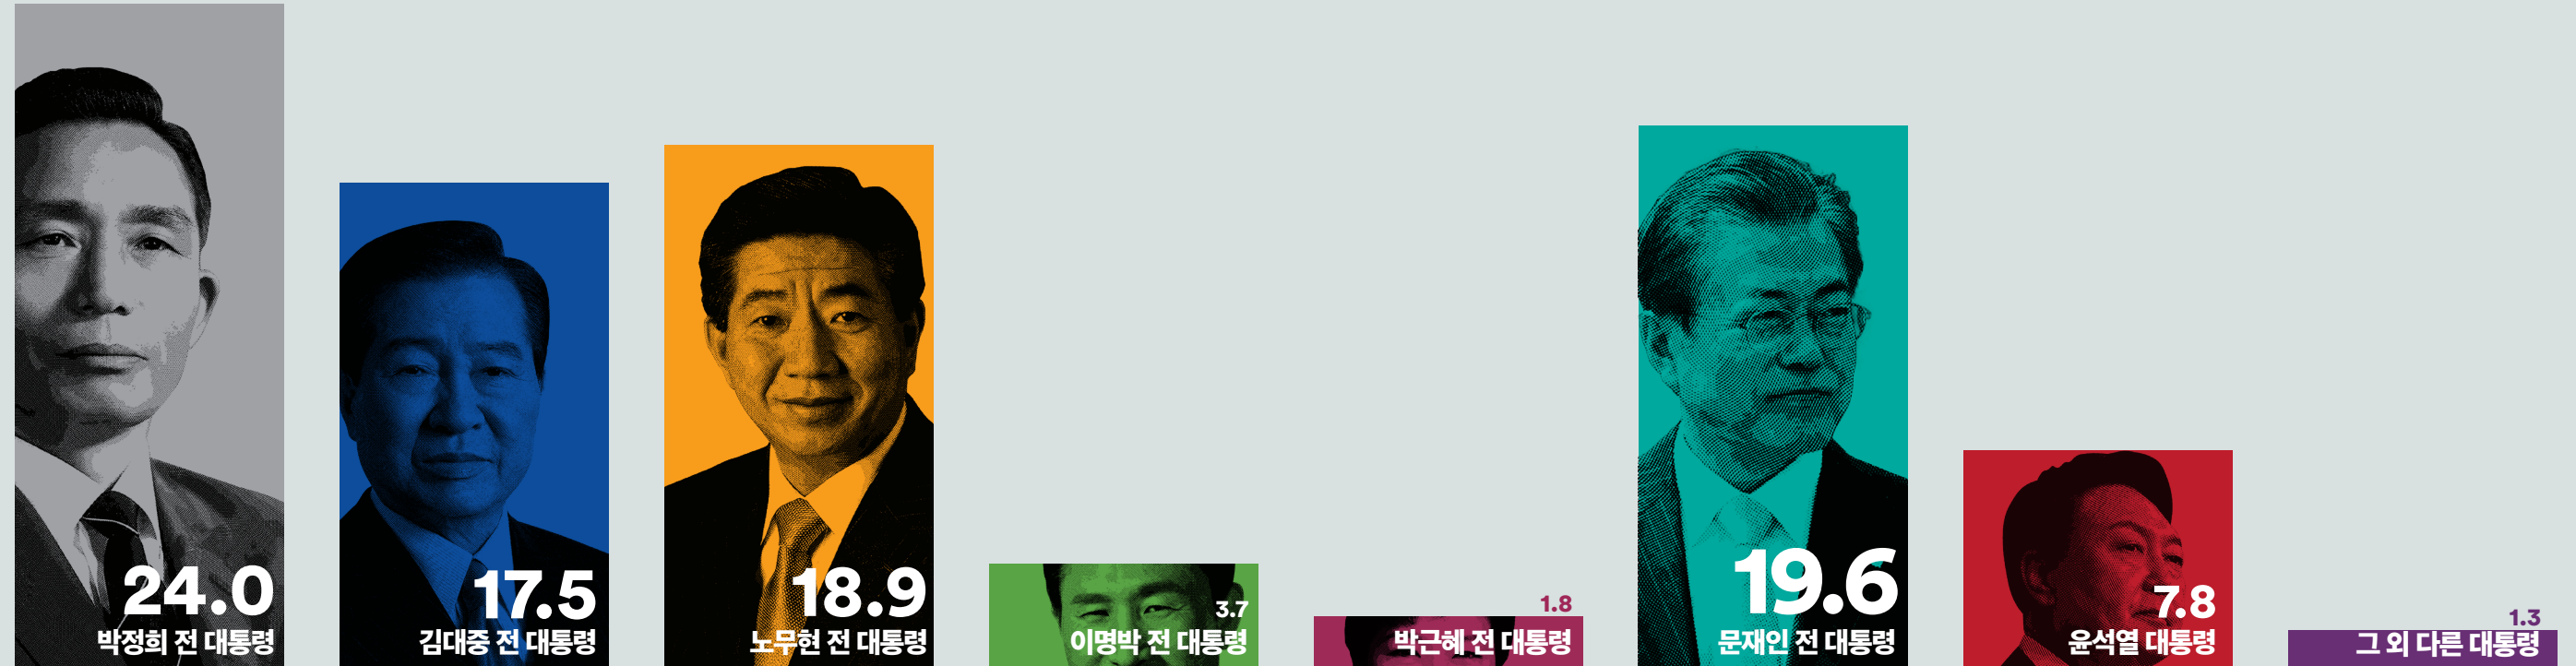 24.0
박정희 전 대통령
17.5
김대중 전 대통령
18.9
노무현 전 대통령
3.7
이명박 전 대통령
1.8
박근혜 전 대통령
19.6
문재인 전 대통령
7.8
윤석열 대통령
1.3
그 외 다른 대통령